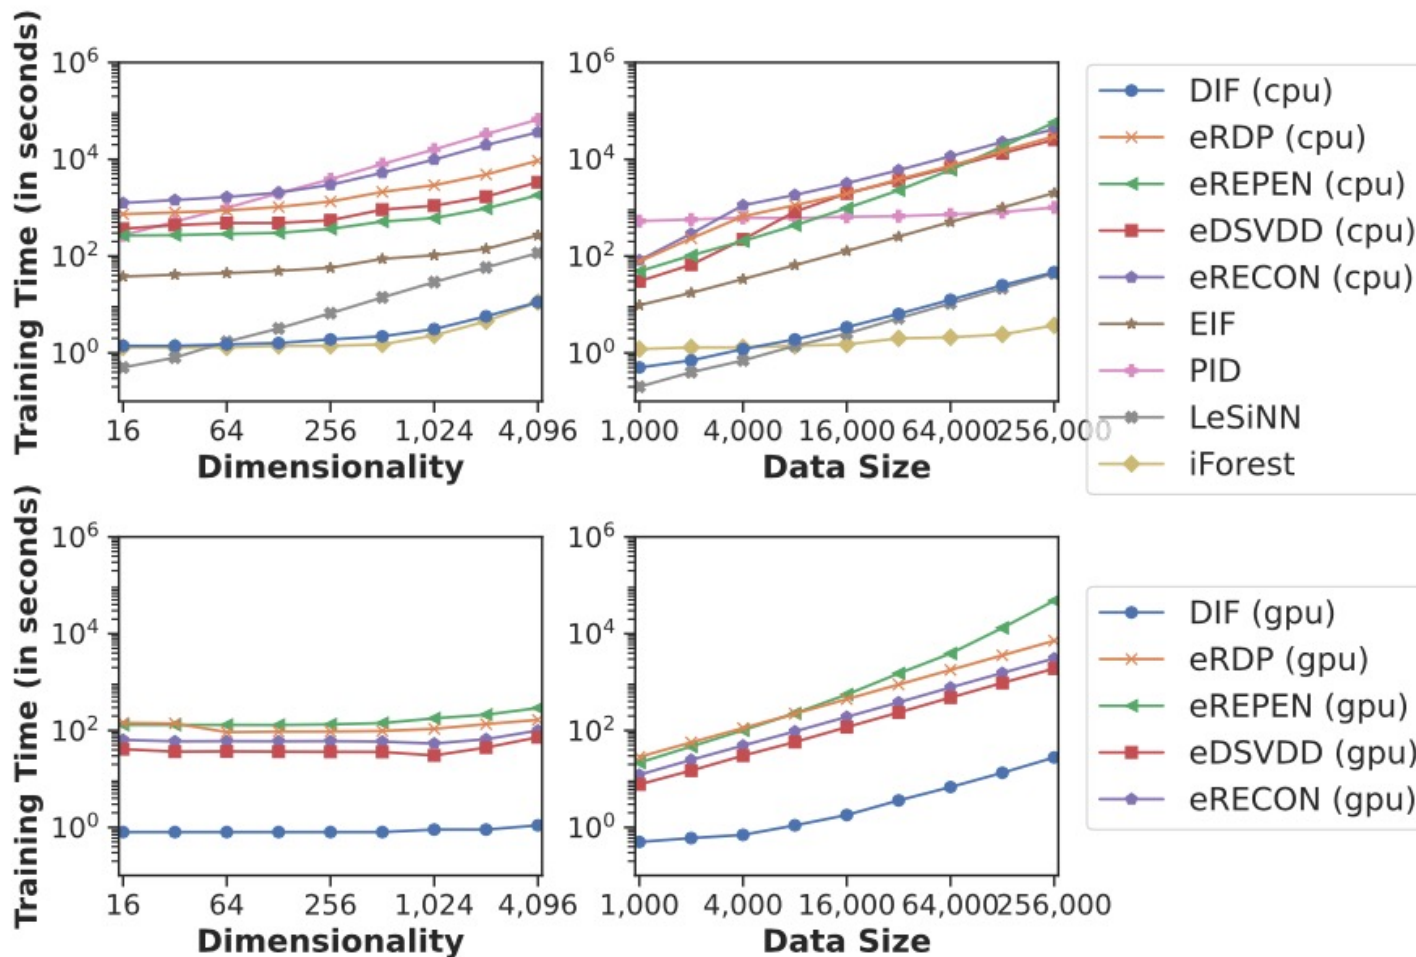 Training Time (in seconds)
10^6
10^4
10^2
10^0
16 64 256 1,024 4,096
Dimensionality
10^6
10^4
10^2
10^0
1,000 4,000 16,000 64,000 256,000
Data Size
DIF (cpu)
eRDP (cpu)
eREPEN (cpu)
eDSVDD (cpu)
eRECON (cpu)
EIF
PID
LeSiNN
iForest
Training Time (in seconds)
10^6
10^4
10^2
10^0
16 64 256 1,024 4,096
Dimensionality
10^6
10^4
10^2
10^0
1,000 4,000 16,000 64,000 256,000
Data Size
DIF (gpu)
eRDP (gpu)
eREPEN (gpu)
eDSVDD (gpu)
eRECON (gpu)